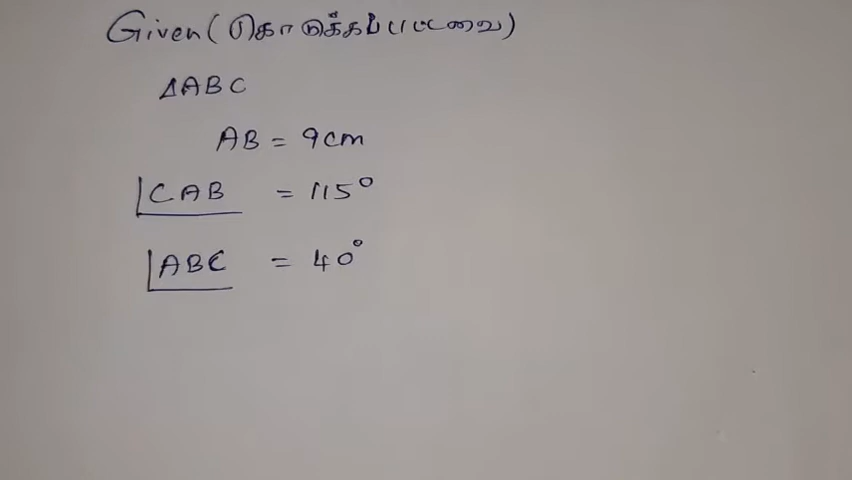 Given (கொடுக்கப்பட்டவை)
ΔABC
AB = 9cm
∠CAB = 115°
∠ABC = 40°